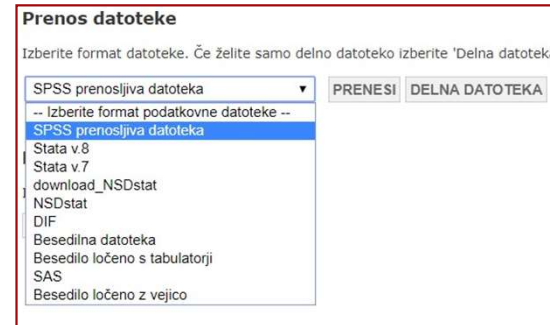 Prenos datoteke
Izberite format datoteke. Če želite samo delno datoteko izberite 'Delna datotek
SPSS prenosljiva datoteka
PRENESI DELNA DATOTEKA
-- Izberite format podatkovne datoteke --
SPSS prenosljiva datoteka
Stata v.8
Stata v.7
download_NSDstat
NSDstat
DIF
Besedilna datoteka
Besedilo ločeno s tabulatorji
SAS
Besedilo ločeno z vejico